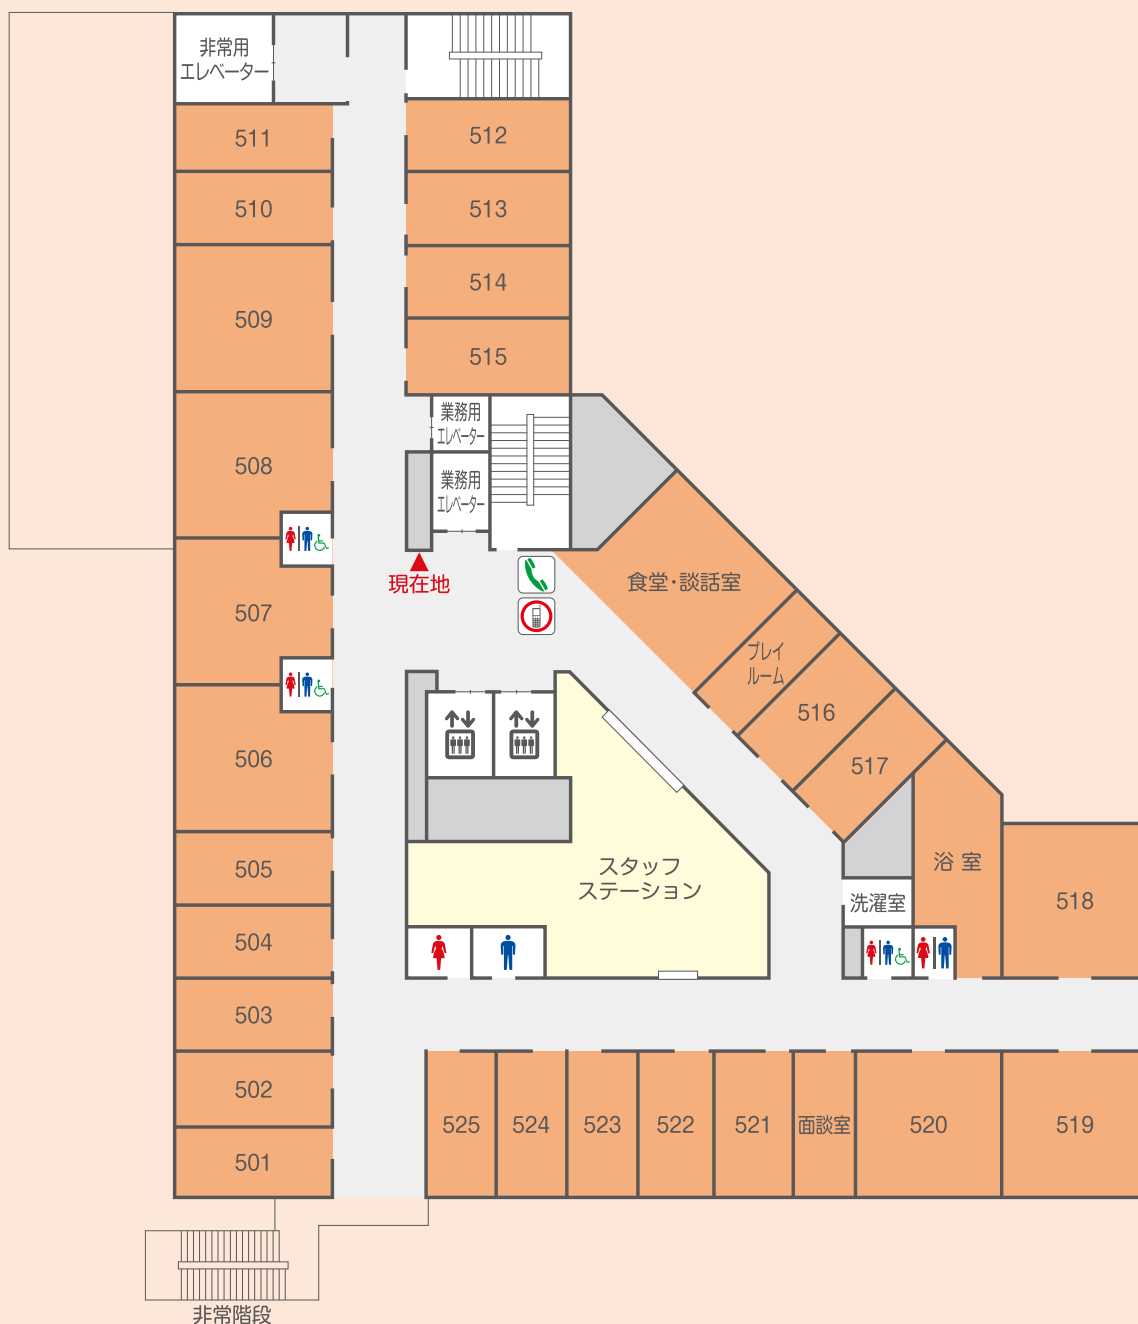 非常用
エレベーター
511
512
510
513
509
514
515
業務用
エレベーター
508
業務用
エレベーター
現在地
食堂・談話室
507
プレイ
ルーム
516
506
517
スタッフ
ステーション
浴 室
505
洗濯室
518
504
503
502
525
524
523
522
521
面談室
520
519
501
非常階段